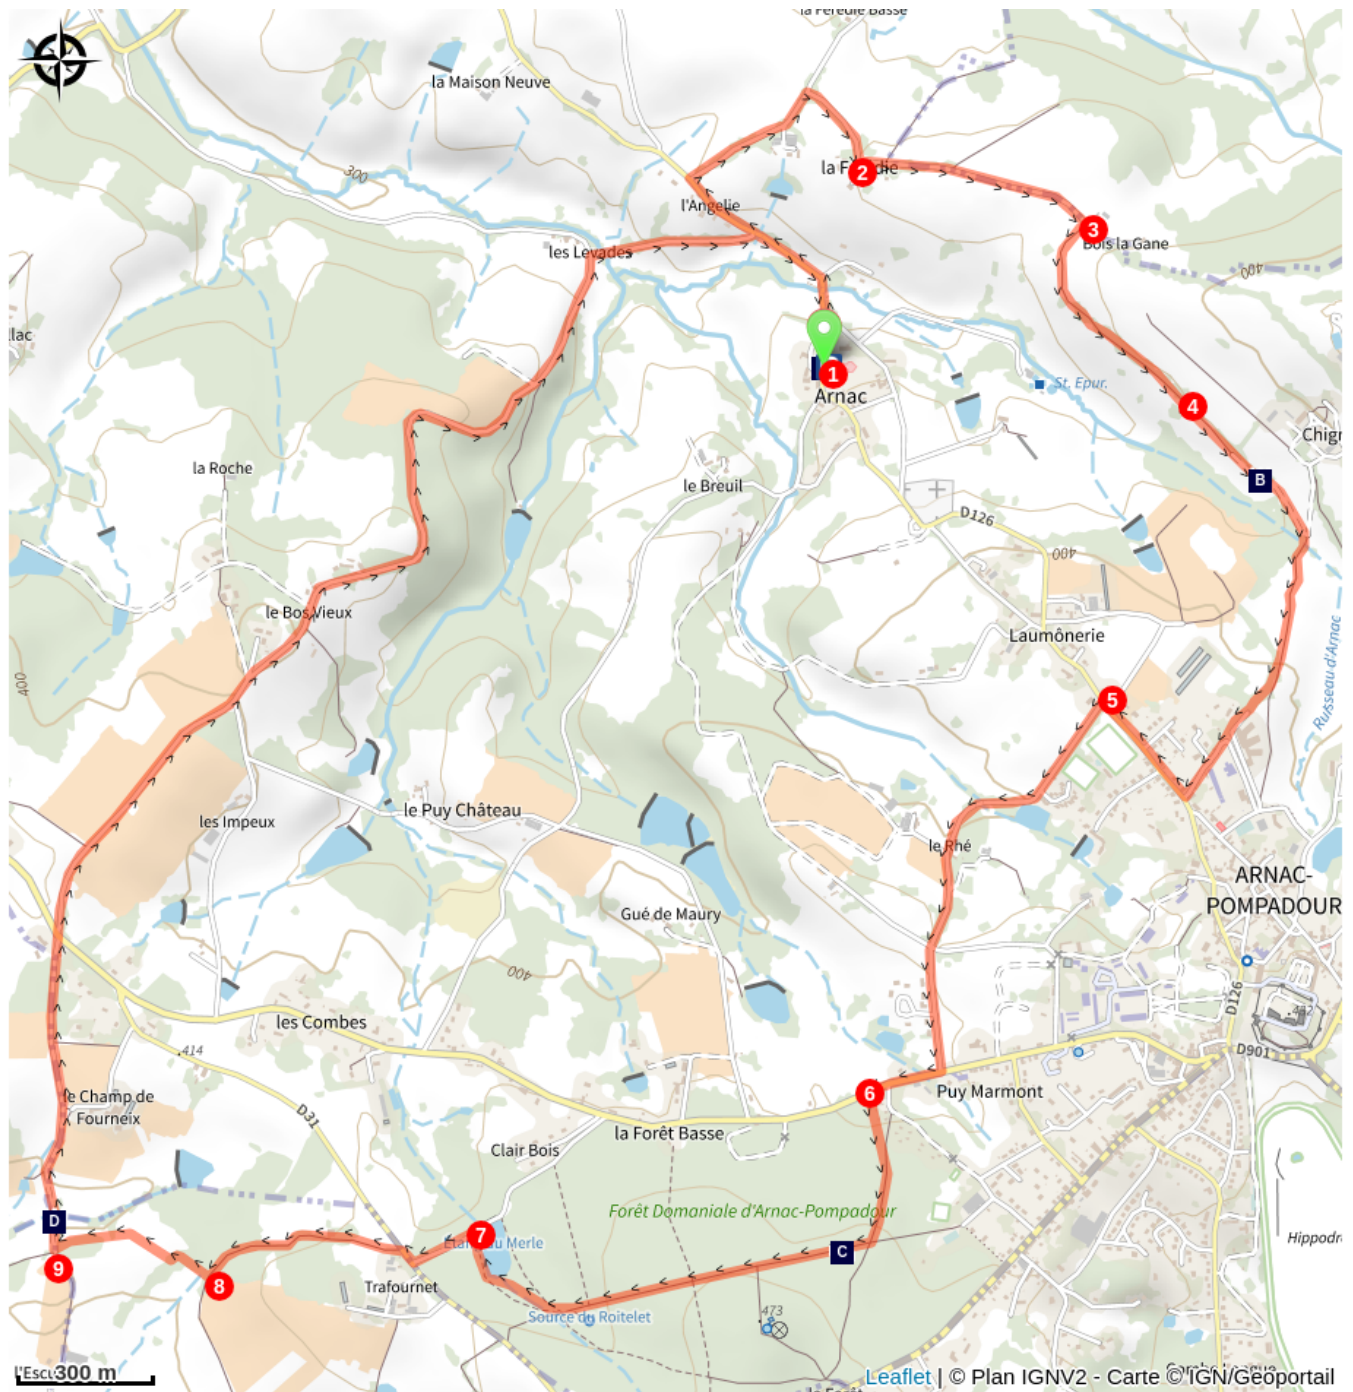 la Férédie Basse
la Maison Neuve
300
2
l'Angelie
3
Bois la Gane
les Levades
400
1
Arnac
St. Epur.
4
la Roche
le Breuil
B
D126
400
le Bos Vieux
Laumônerie
Ruisseau d'Arnac
400
5
le Puy Château
les Impeux
le Rhé
ARNAC-
POMPADOUR
Gué de Maury
400
D126
les Combes
414
D901
6
Puy Marmont
le Champ de
Fourneix
D31
la Forêt Basse
Clair Bois
Forêt Domaniale d'Arnac-Pompadour
D
7
C
9
8
Trafournet
Source du Roitelet
473
300 m
Leaflet | © Plan IGNV2 - Carte © IGN/Geoportail